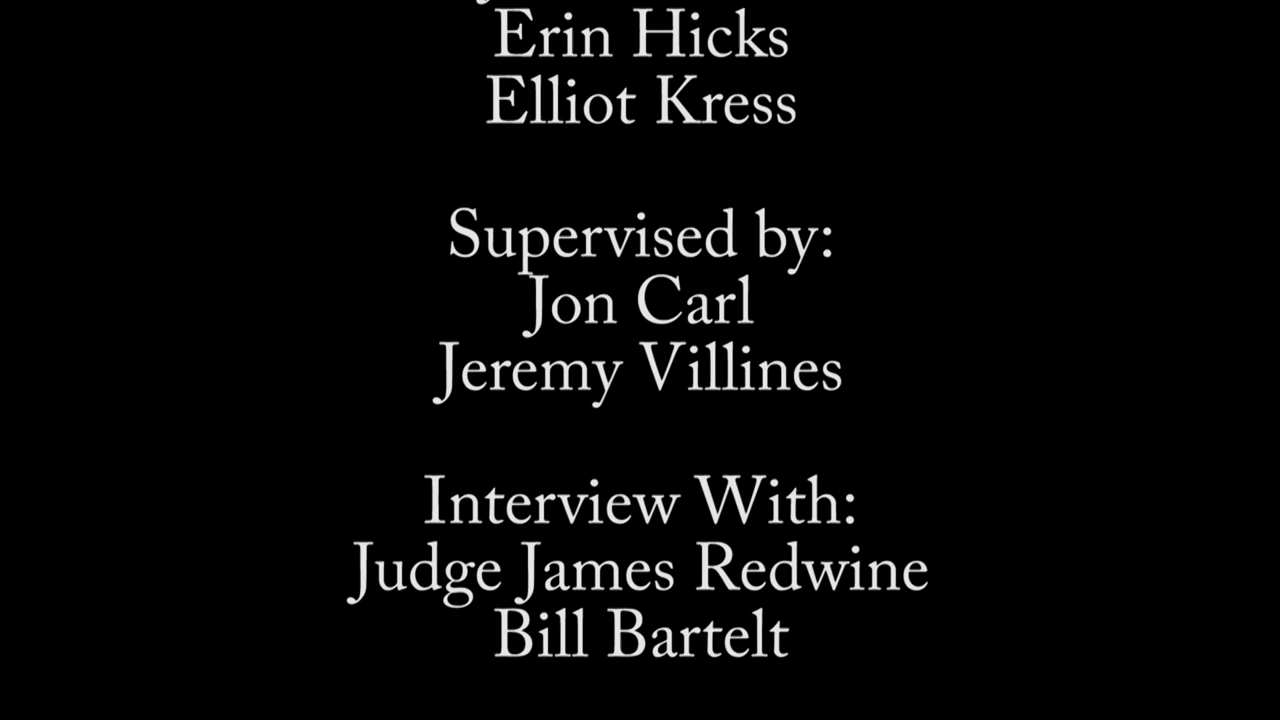 Erin Hicks
Elliot Kress
Supervised by:
Jon Carl
Jeremy Villines
Interview With:
Judge James Redwine
Bill Bartelt